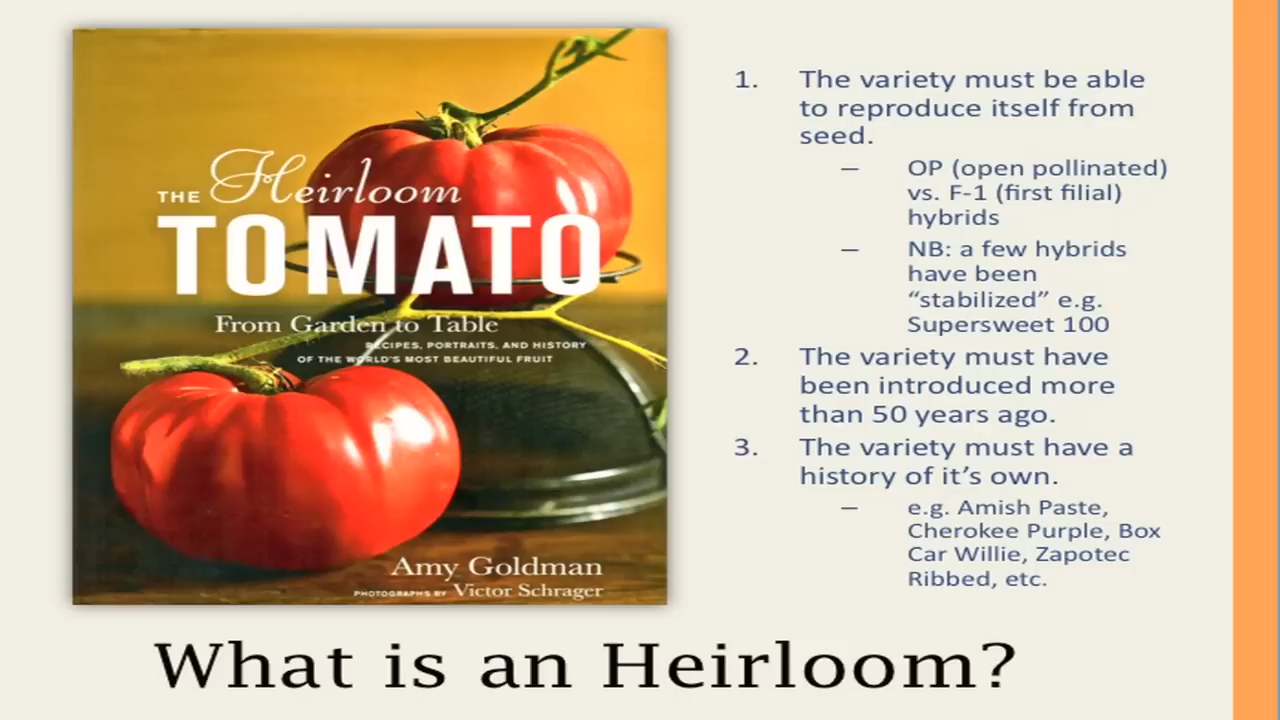 THE Heirloom
TOMATO
From Garden to Table
RECIPES, PORTRAITS, AND HISTORY
OF THE WORLD'S MOST BEAUTIFUL FRUIT
Amy Goldman
PHOTOGRAPHS BY Victor Schrager
1. The variety must be able
to reproduce itself from
seed.
– OP (open pollinated)
vs. F-1 (first filial)
hybrids
– NB: a few hybrids
have been
“stabilized” e.g.
Supersweet 100
2. The variety must have
been introduced more
than 50 years ago.
3. The variety must have a
history of it’s own.
– e.g. Amish Paste,
Cherokee Purple, Box
Car Willie, Zapotec
Ribbed, etc.
What is an Heirloom?